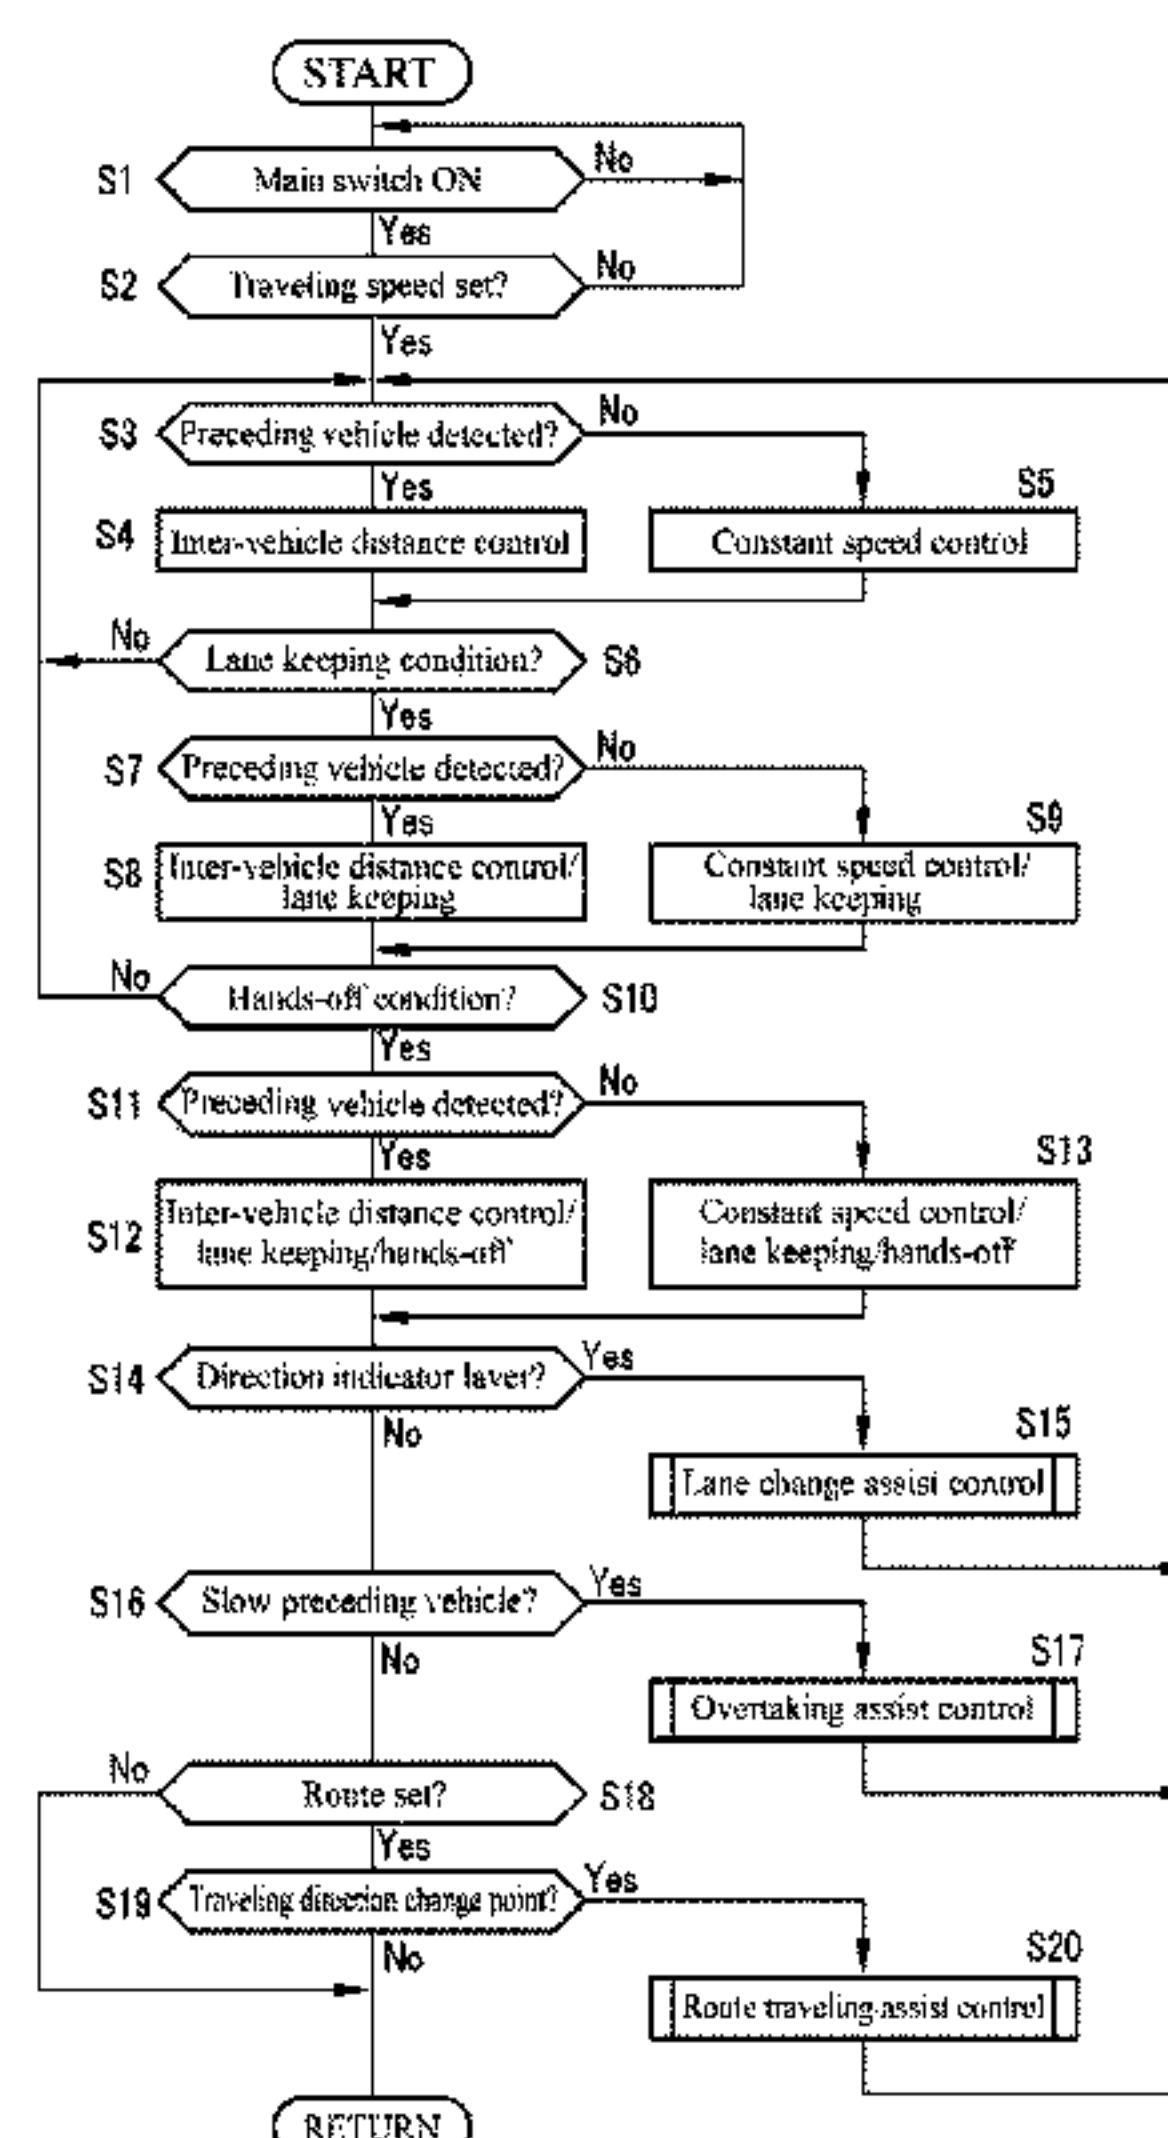 START
S1
Main switch ON
No
Yes
S2
Traveling speed set?
No
Yes
S3
Preceding vehicle detected?
No
Yes
S4
Inter-vehicle distance control
S5
Constant speed control
No
Lane keeping condition?
S6
Yes
S7
Preceding vehicle detected?
No
Yes
S8
Inter-vehicle distance control/
lane keeping
S9
Constant speed control/
lane keeping
No
Hands-off condition?
S10
Yes
S11
Preceding vehicle detected?
No
Yes
S12
Inter-vehicle distance control/
lane keeping/hands-off
S13
Constant speed control/
lane keeping/hands-off
S14
Direction indicator laver?
Yes
No
S15
Lane change assist control
S16
Slow preceding vehicle?
Yes
No
S17
Overtaking assist control
No
Route set?
S18
Yes
S19
Traveling direction change point?
Yes
No
S20
Route traveling assist control
RETURN